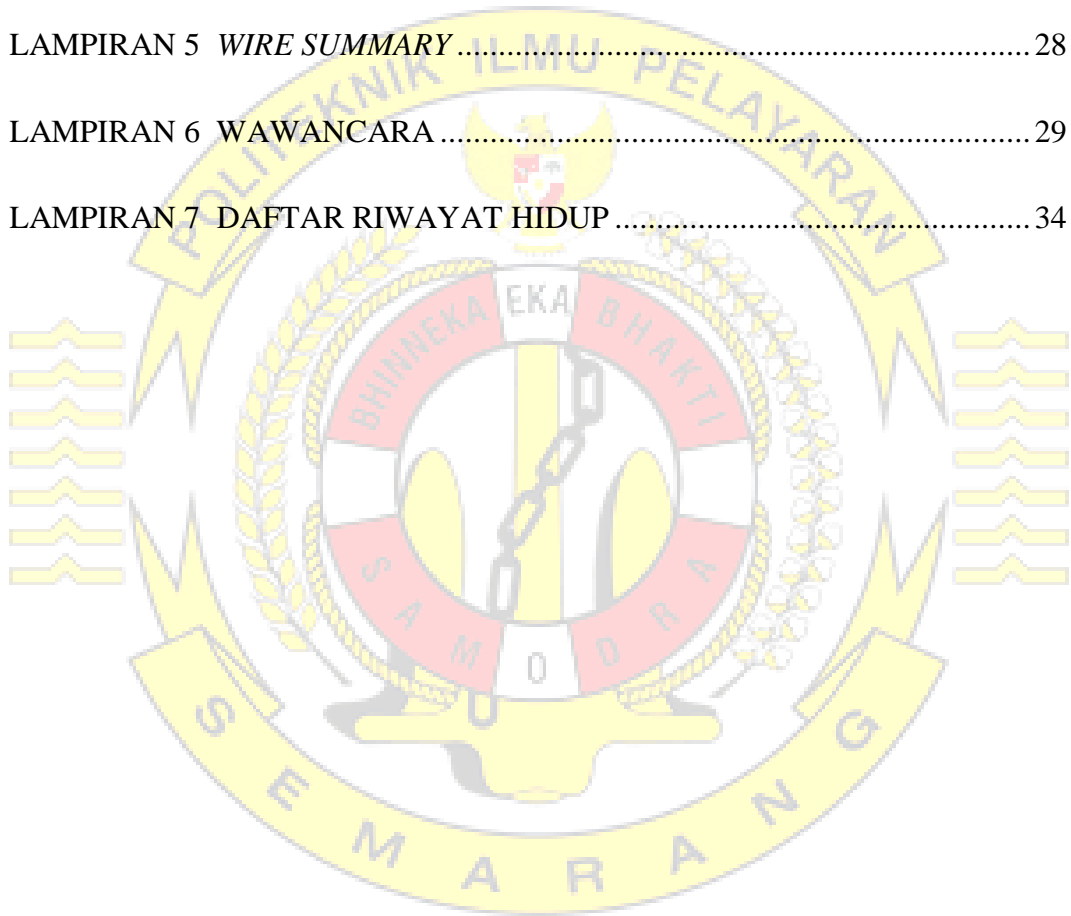 LAMPIRAN 5 WIRE SUMMARY ........................................................................ 28
LAMPIRAN 6 WAWANCARA .......................................................................... 29
LAMPIRAN 7 DAFTAR RIWAYAT HIDUP .................................................... 34
POLITEKNIK ILMU PELAYARAN
BHINNEKA EKA BHAKTI
SAMODRA
SEMARANG